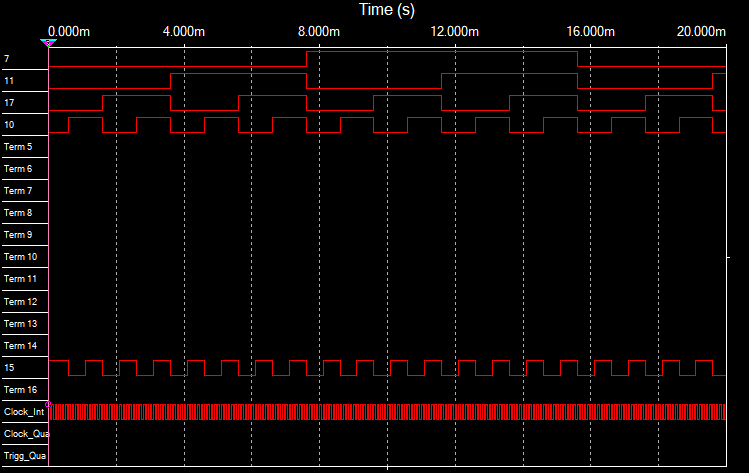 Time (s)
0.000m 4.000m 8.000m 12.000m 16.000m 20.000m
7
11
17
10
Term 5
Term 6
Term 7
Term 8
Term 9
Term 10
Term 11
Term 12
Term 13
Term 14
15
Term 16
Clock_Int
Clock_Qua
Trigg_Qua